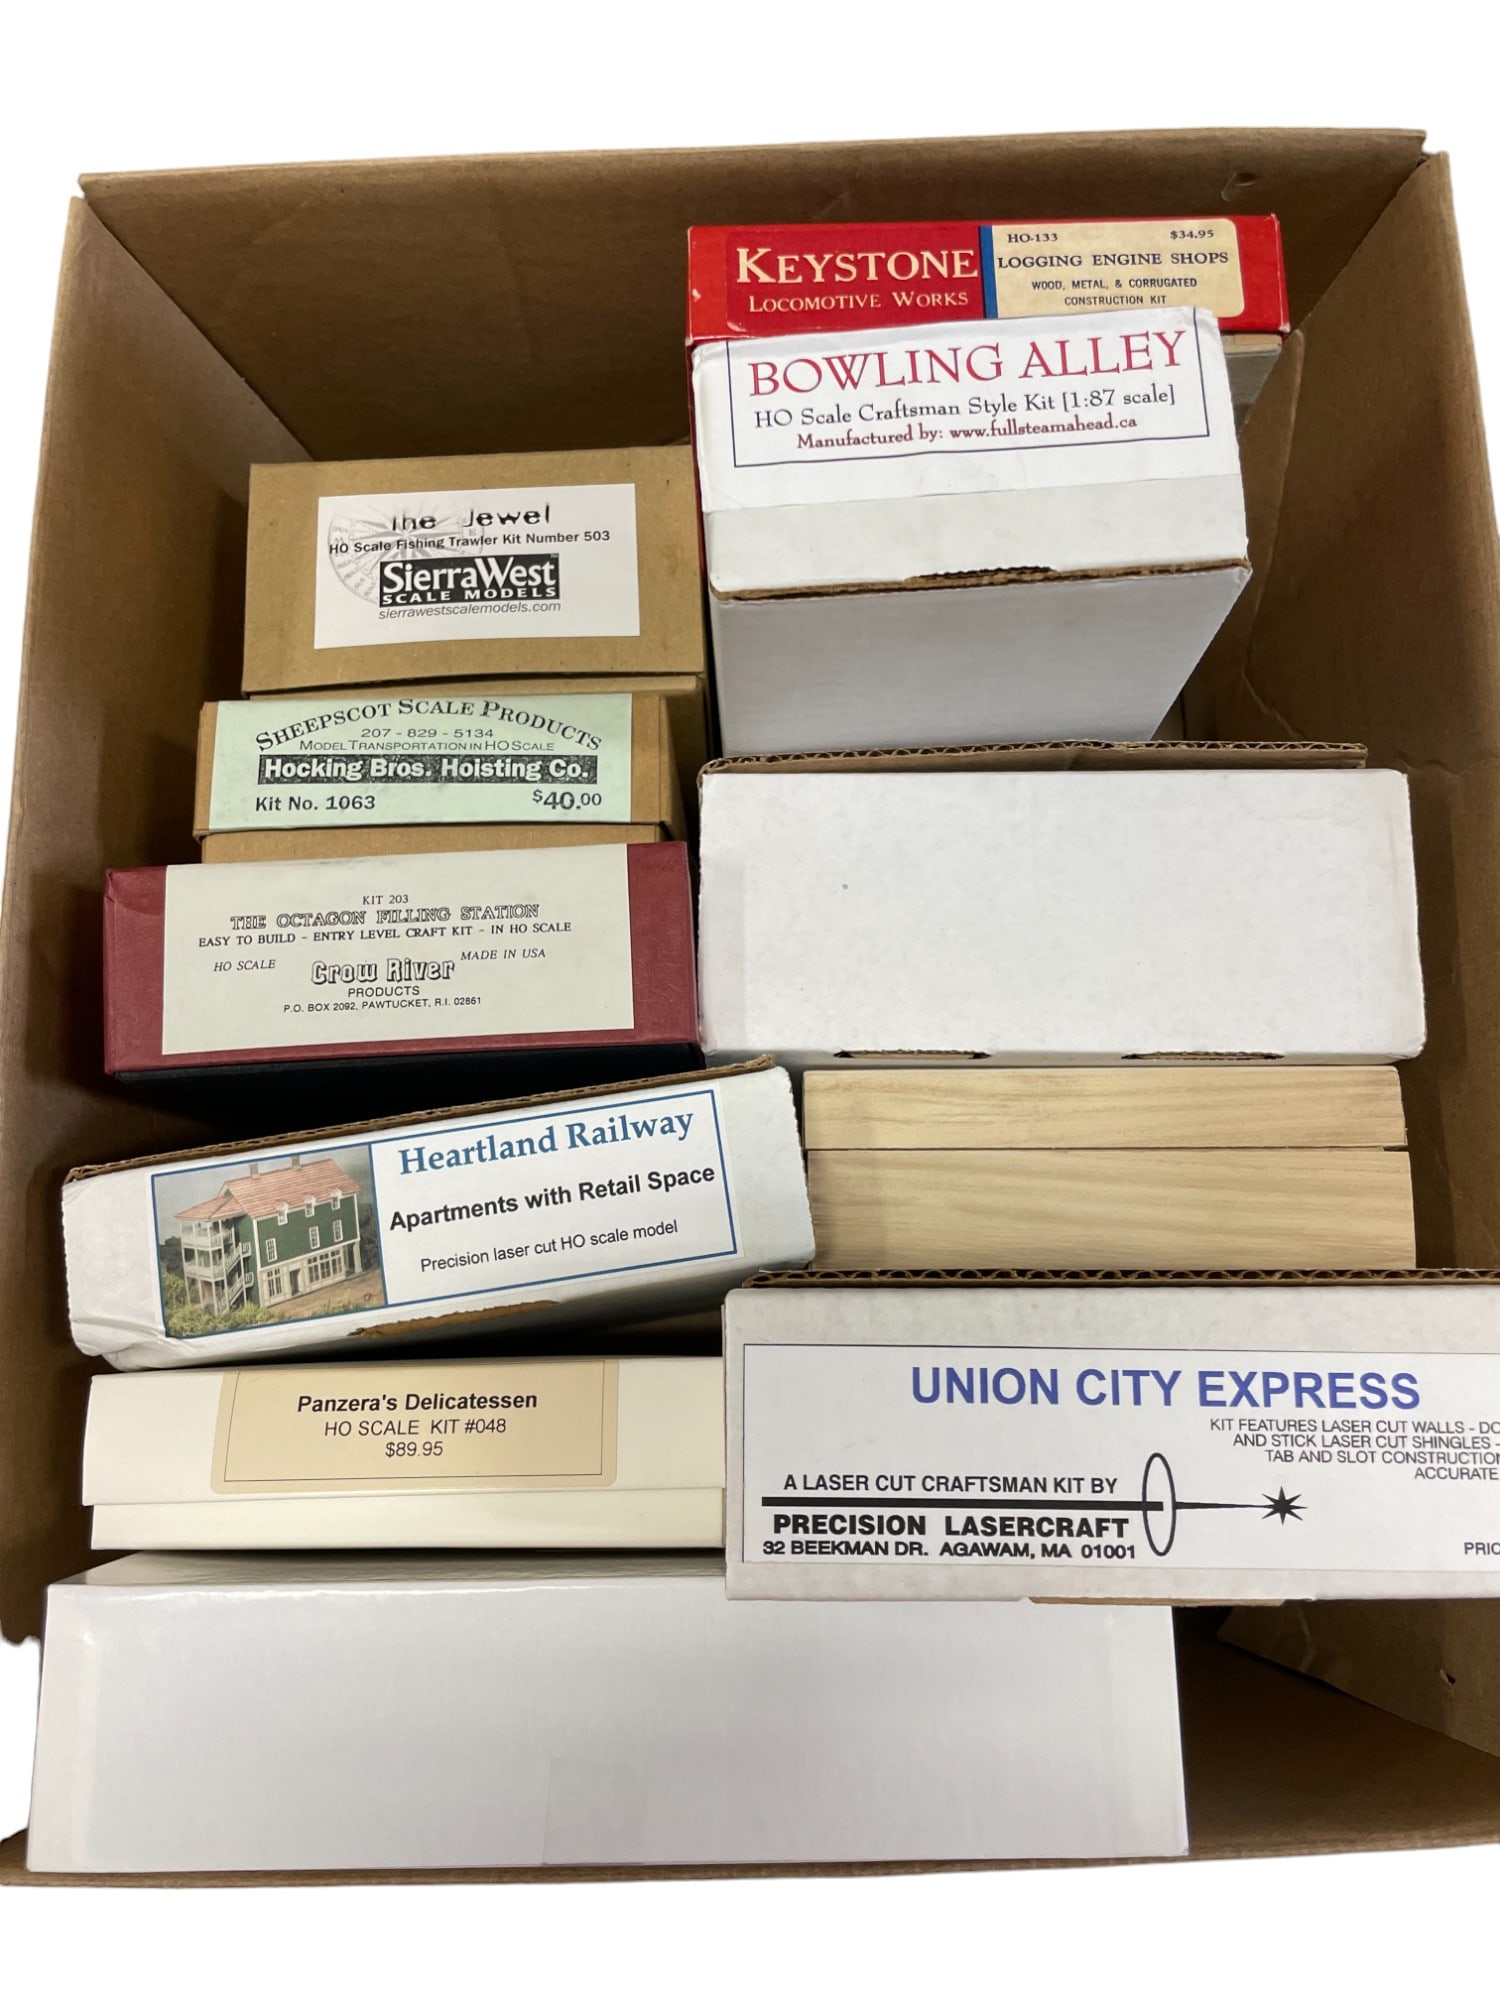 KEYSTONE
LOCOMOTIVE WORKS
HO-133 $34.95
LOGGING ENGINE SHOPS
WOOD, METAL, & CORRUGATED
CONSTRUCTION KIT
BOWLING ALLEY
HO Scale Craftsman Style Kit [1:87 scale]
Manufactured by: www.fullsteamahead.ca
The Jewel
HO Scale Fishing Trawler Kit Number 503
SierraWest
SCALE MODELS
sierrawestscalemodels.com
SHEEPSCOT SCALE PRODUCTS
207 - 829 - 5134
MODEL TRANSPORTATION IN HO SCALE
Hocking Bros. Hoisting Co.
Kit No. 1063 $40.00
KIT 203
THE OCTAGON FILLING STATION
EASY TO BUILD - ENTRY LEVEL CRAFT KIT - IN HO SCALE
HO SCALE Crow River MADE IN USA
PRODUCTS
P.O. BOX 2092, PAWTUCKET, R.I. 02861
Heartland Railway
Apartments with Retail Space
Precision laser cut HO scale model
Panzera's Delicatessen
HO SCALE KIT #048
$89.95
UNION CITY EXPRESS
KIT FEATURES LASER CUT WALLS - DO
AND STICK LASER CUT SHINGLES -
TAB AND SLOT CONSTRUCTION
ACCURATE
A LASER CUT CRAFTSMAN KIT BY
PRECISION LASERCRAFT
32 BEEKMAN DR. AGAWAM, MA 01001
PRIC